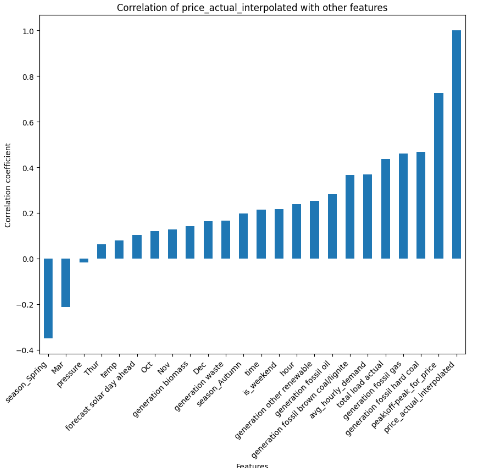 Correlation of price_actual_interpolated with other features
Correlation coefficient
1.0
0.8
0.6
0.4
0.2
0.0
−0.2
−0.4
season_Spring
Mar
pressure
Thur
temp
forecast solar day ahead
Oct
Nov
generation biomass
Dec
generation waste
season_Autumn
time
is_weekend
hour
generation other renewable
generation fossil oil
generation fossil brown coal/lignite
avg_hourly_demand
total load actual
generation fossil gas
generation fossil hard coal
peak|off-peak_for_price
price_actual_interpolated
Features